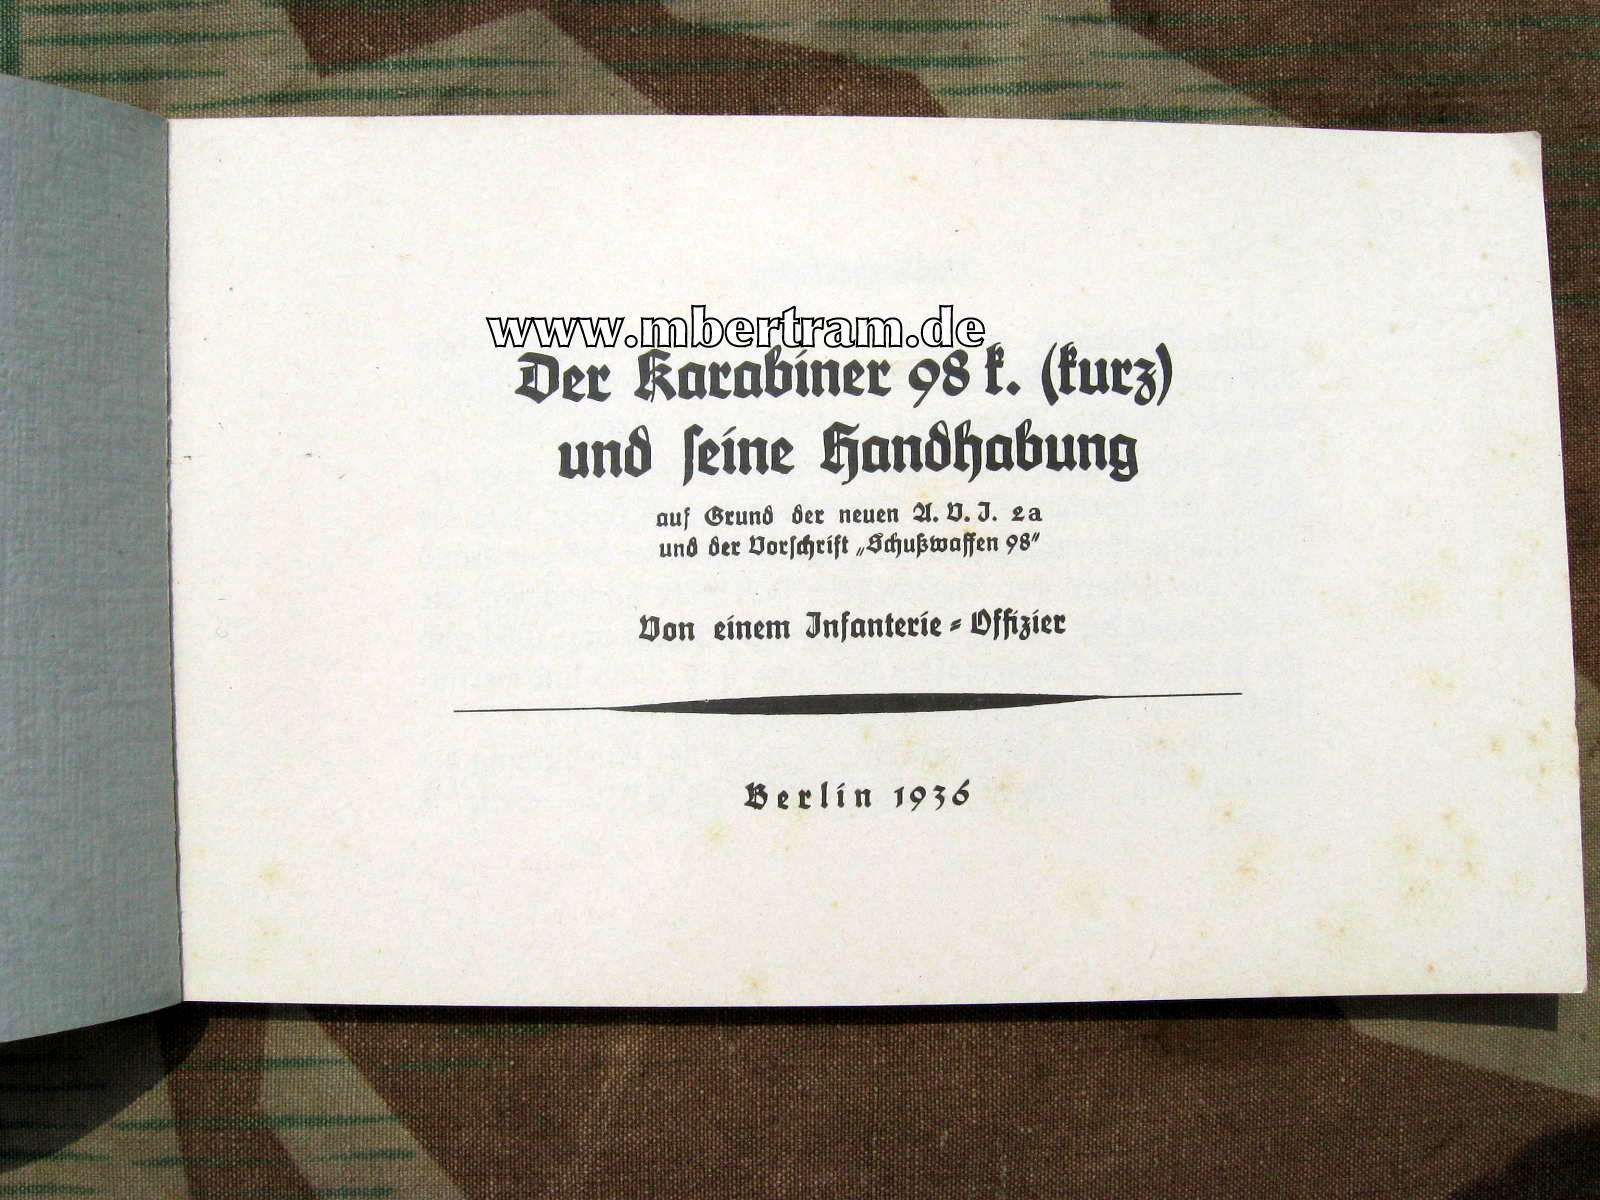 www.mbertram.de
Der Karabiner 98 k. (kurz)
und seine Handhabung
auf Grund der neuen A. V. J. 2a
und der Vorschrift „Schußwaffen 98"
Von einem Infanterie-Offizier
Berlin 1936